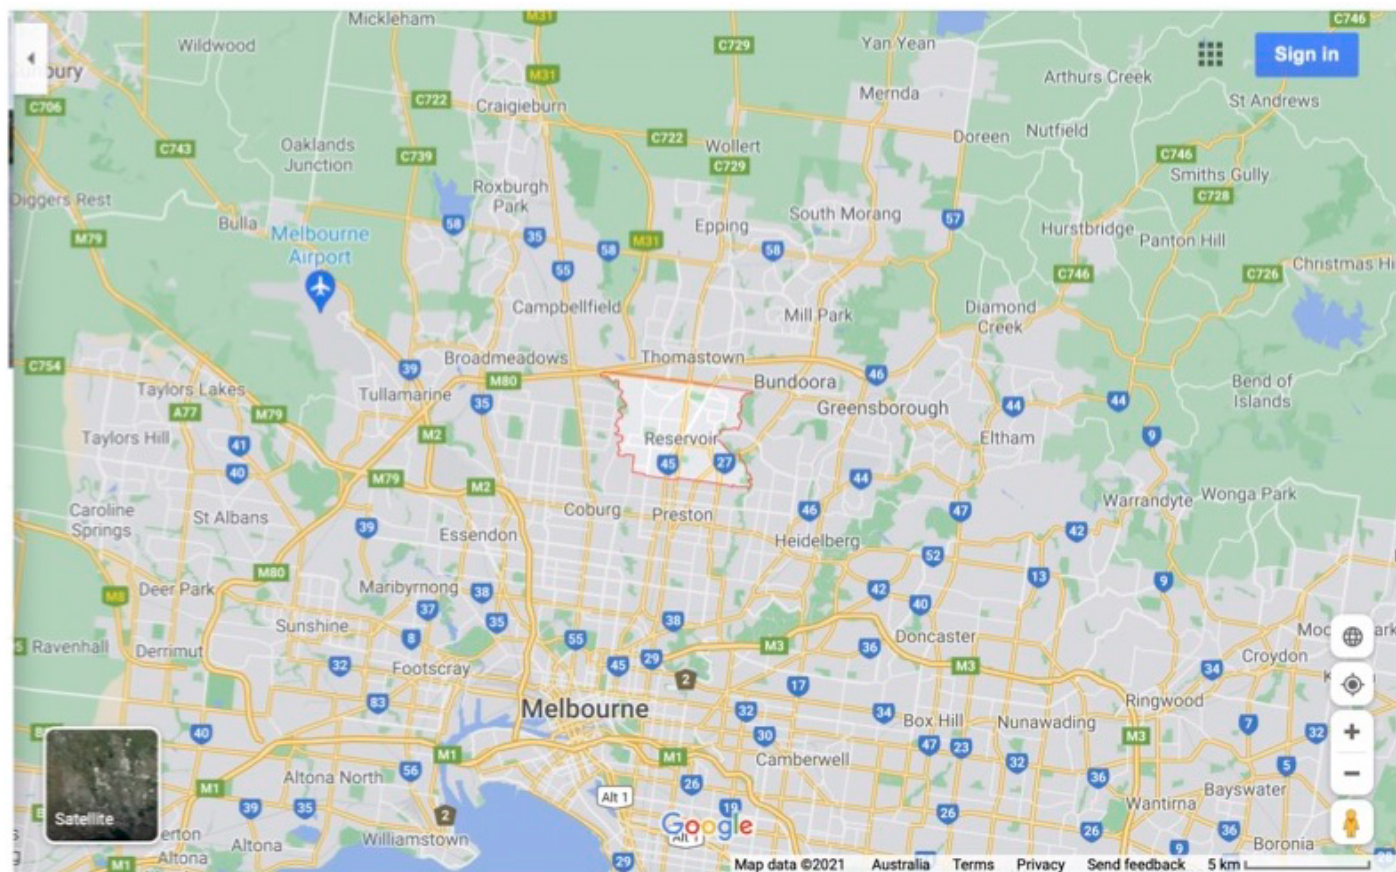 Mickleham
M31
C729
Yan Yean
C746
Wildwood
Sign in
M31
Arthurs Creek
C722
Craigieburn
Mernda
St Andrews
C706
C743
Oaklands
Junction
C722
Wollert
Doreen
Nutfield
C739
C729
C746
Smiths Gully
Roxburgh
Park
C728
Diggers Rest
Bulla
58
35
58
M31
Epping
South Morang
57
Hurstbridge
Panton Hill
M79
Melbourne
Airport
55
58
C746
C726
Christmas Hi
Campbellfield
Mill Park
Diamond
Creek
C754
39
Broadmeadows
M80
Thomastown
Bundoora
46
Bend of
Islands
Taylors Lakes
Tullamarine
35
Greensborough
44
44
A77
M79
Taylors Hill
41
M2
Reservoir
Eltham
9
40
M79
M2
45
27
44
Caroline
Springs
St Albans
39
Essendon
Coburg
Preston
46
47
Warrandyte
Wonga Park
42
Heidelberg
52
M80
13
9
M8
Deer Park
Maribyrnong
38
42
40
37
35
Sunshine
8
55
38
Doncaster
Ravenhall
Derrimut
32
Footscray
45
29
M3
36
M3
34
Croydon
2
17
83
Melbourne
32
34
Box Hill
Nunawading
Ringwood
7
40
M1
30
47
23
M3
32
M1
Camberwell
32
5
Altona North
56
26
36
Bayswater
M1
39
35
Alt 1
19
26
Wantirna
Satellite
2
Google
26
36
Altona
Williamstown
9
Boronia
M1
Altona
29
Map data ©2021
Australia
Terms
Privacy
Send feedback
5 km